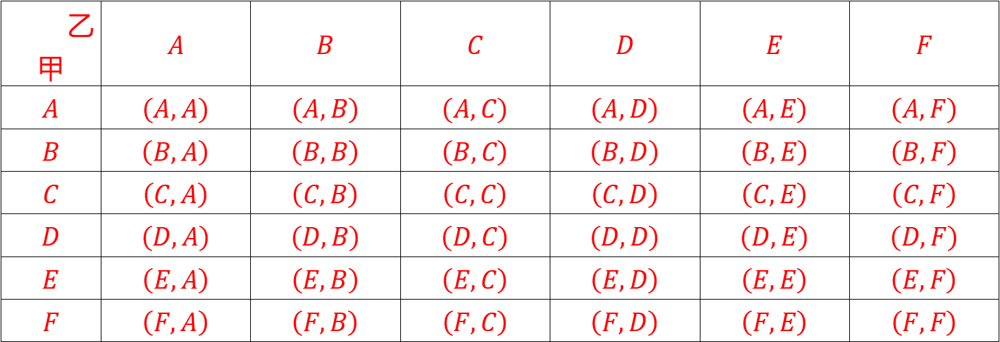 乙
甲 A B C D E F
A (A, A) (A, B) (A, C) (A, D) (A, E) (A, F)
B (B, A) (B, B) (B, C) (B, D) (B, E) (B, F)
C (C, A) (C, B) (C, C) (C, D) (C, E) (C, F)
D (D, A) (D, B) (D, C) (D, D) (D, E) (D, F)
E (E, A) (E, B) (E, C) (E, D) (E, E) (E, F)
F (F, A) (F, B) (F, C) (F, D) (F, E) (F, F)